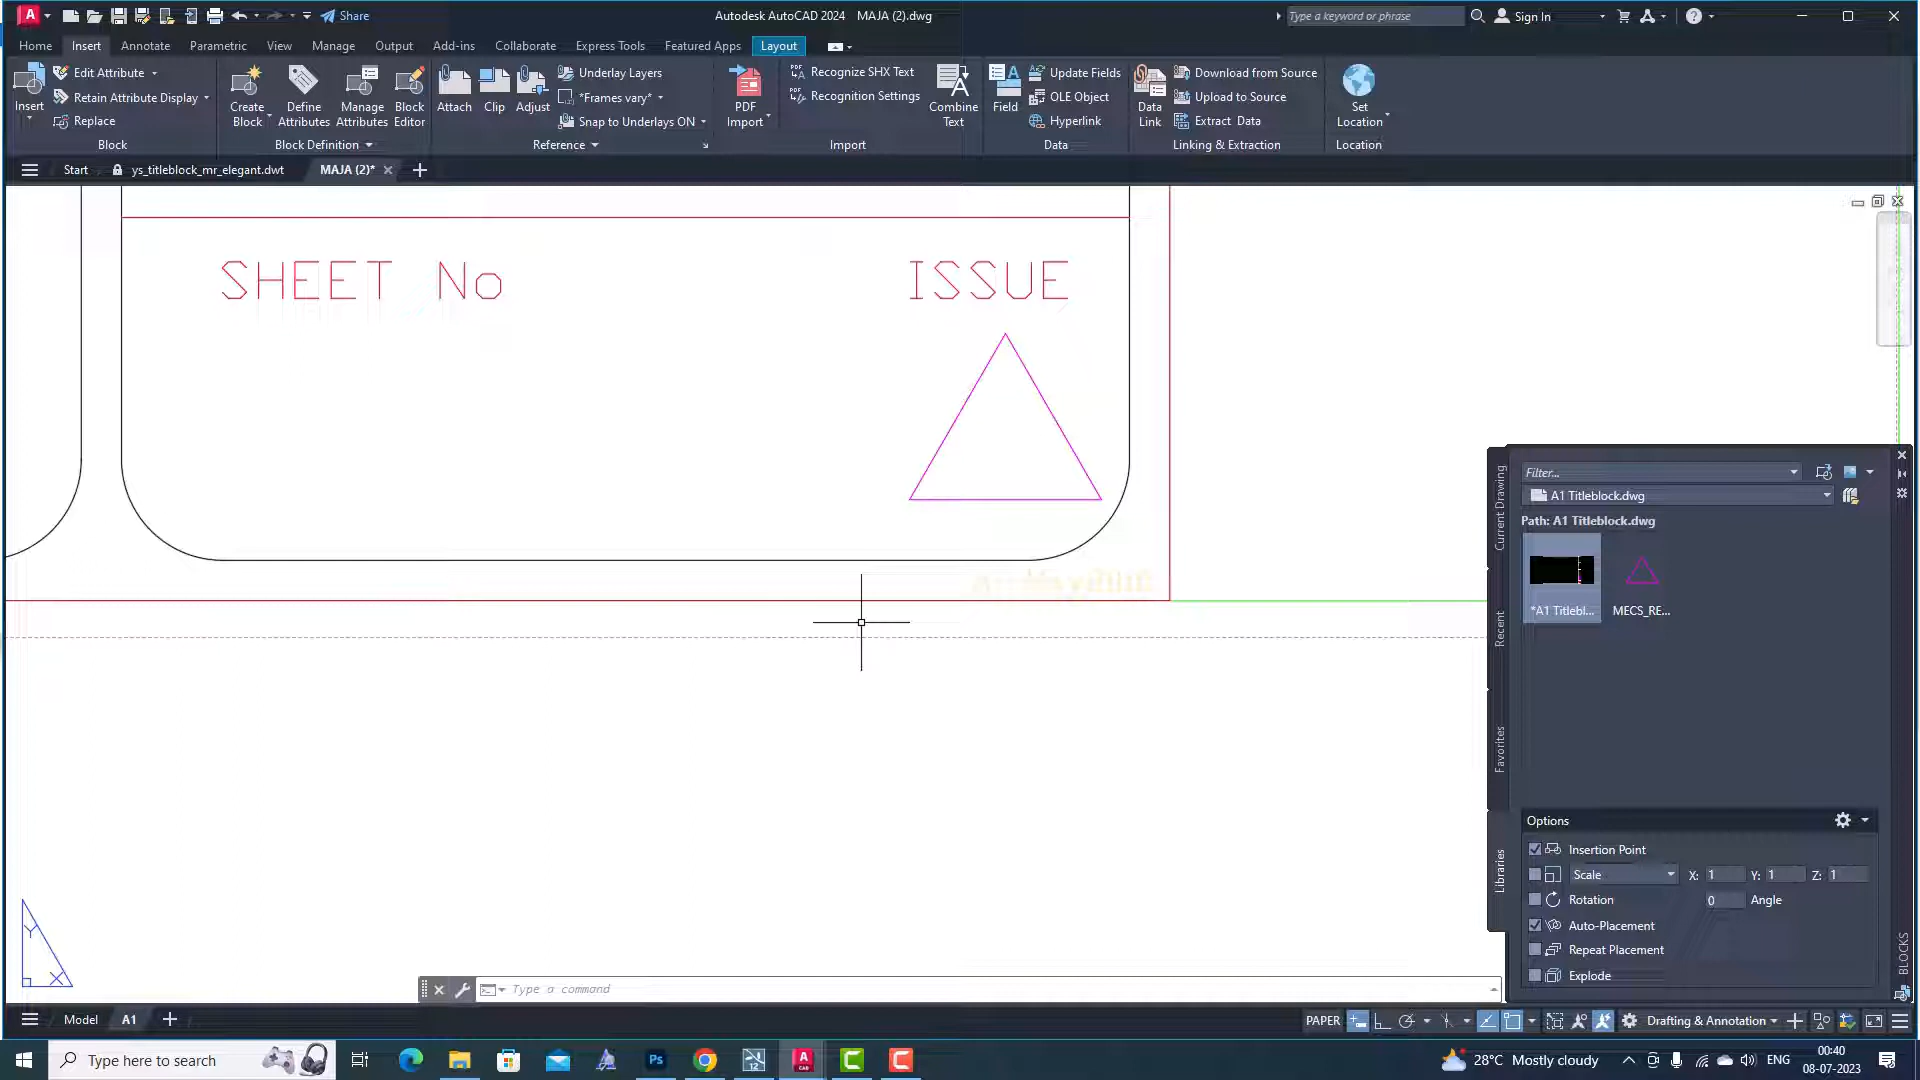 Share
Autodesk AutoCAD 2024 MAJA (2).dwg
Type a keyword or phrase
Sign In
Home Insert Annotate Parametric View Manage Output Add-ins Collaborate Express Tools Featured Apps Layout
Insert
Edit Attribute
Retain Attribute Display
Replace
Block
Create Block
Define Attributes
Manage Attributes
Block Editor
Block Definition
Attach
Clip
Adjust
Underlay Layers
*Frames vary*
Snap to Underlays ON
Reference
PDF Import
Recognize SHX Text
Recognition Settings
Combine Text
Import
Field
Update Fields
OLE Object
Hyperlink
Data
Data Link
Download from Source
Upload to Source
Extract Data
Linking & Extraction
Set Location
Location
Start ys_titleblock_mr_elegant.dwt MAJA (2)*
SHEET No ISSUE
Filter...
A1 Titleblock.dwg
Path: A1 Titleblock.dwg
*A1 Titlebl... MECS_RE...
Current Drawing
Recent
Favorites
Libraries
BLOCKS
Options
Insertion Point
Scale X: 1 Y: 1 Z: 1
Rotation 0 Angle
Auto-Placement
Repeat Placement
Explode
Y
X
Type a command
Model A1
PAPER
Drafting & Annotation
Type here to search
Ps
12
A
CAD
28°C Mostly cloudy
ENG
00:40
08-07-2023